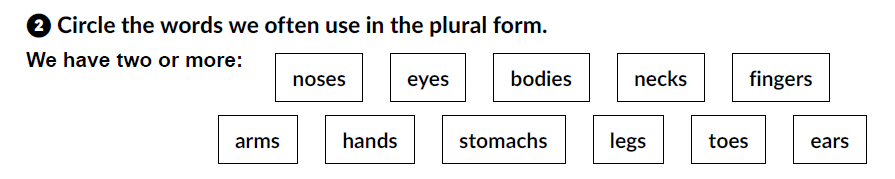 2 Circle the words we often use in the plural form.
We have two or more:
noses eyes bodies necks fingers
arms hands stomachs legs toes ears